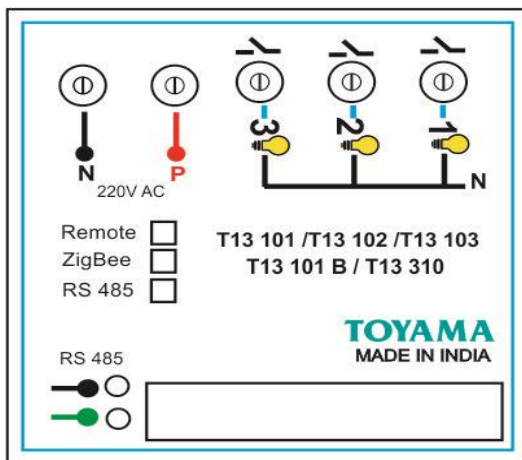 3 2 1
N P N
220V AC
Remote
ZigBee
RS 485
T13 101 /T13 102 /T13 103
T13 101 B / T13 310
TOYAMA
MADE IN INDIA
RS 485